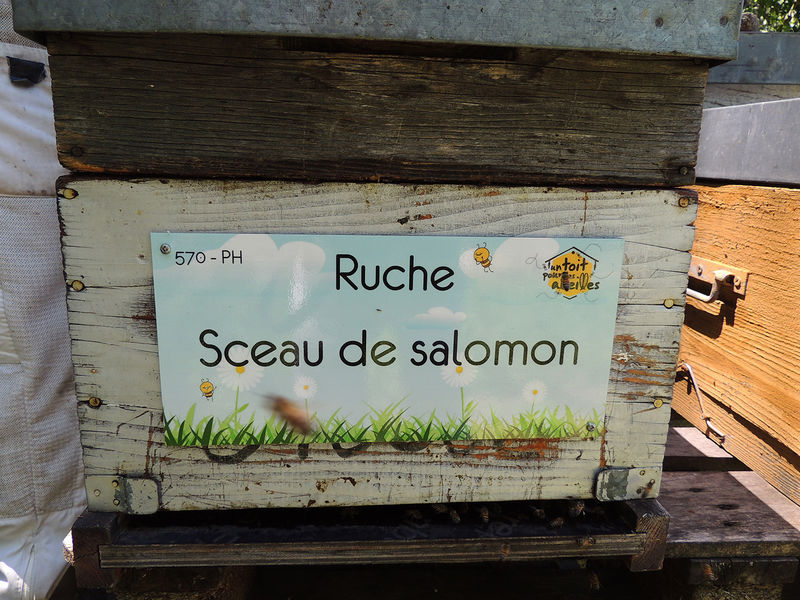 570 - PH
Ruche
un toit
pour les
abeilles
Sceau de salomon